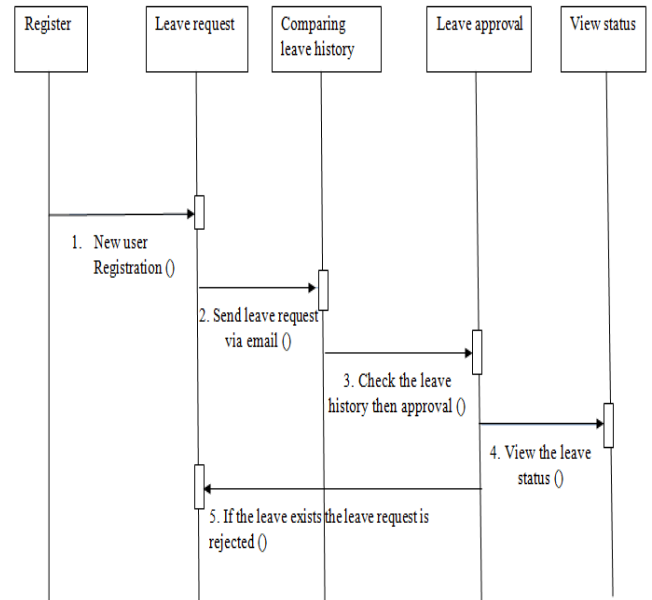 Register
Leave request
Comparing
leave history
Leave approval
View status
1. New user
Registration ()
2. Send leave request
via email ()
3. Check the leave
history then approval ()
4. View the leave
status ()
5. If the leave exists the leave request is
rejected ()